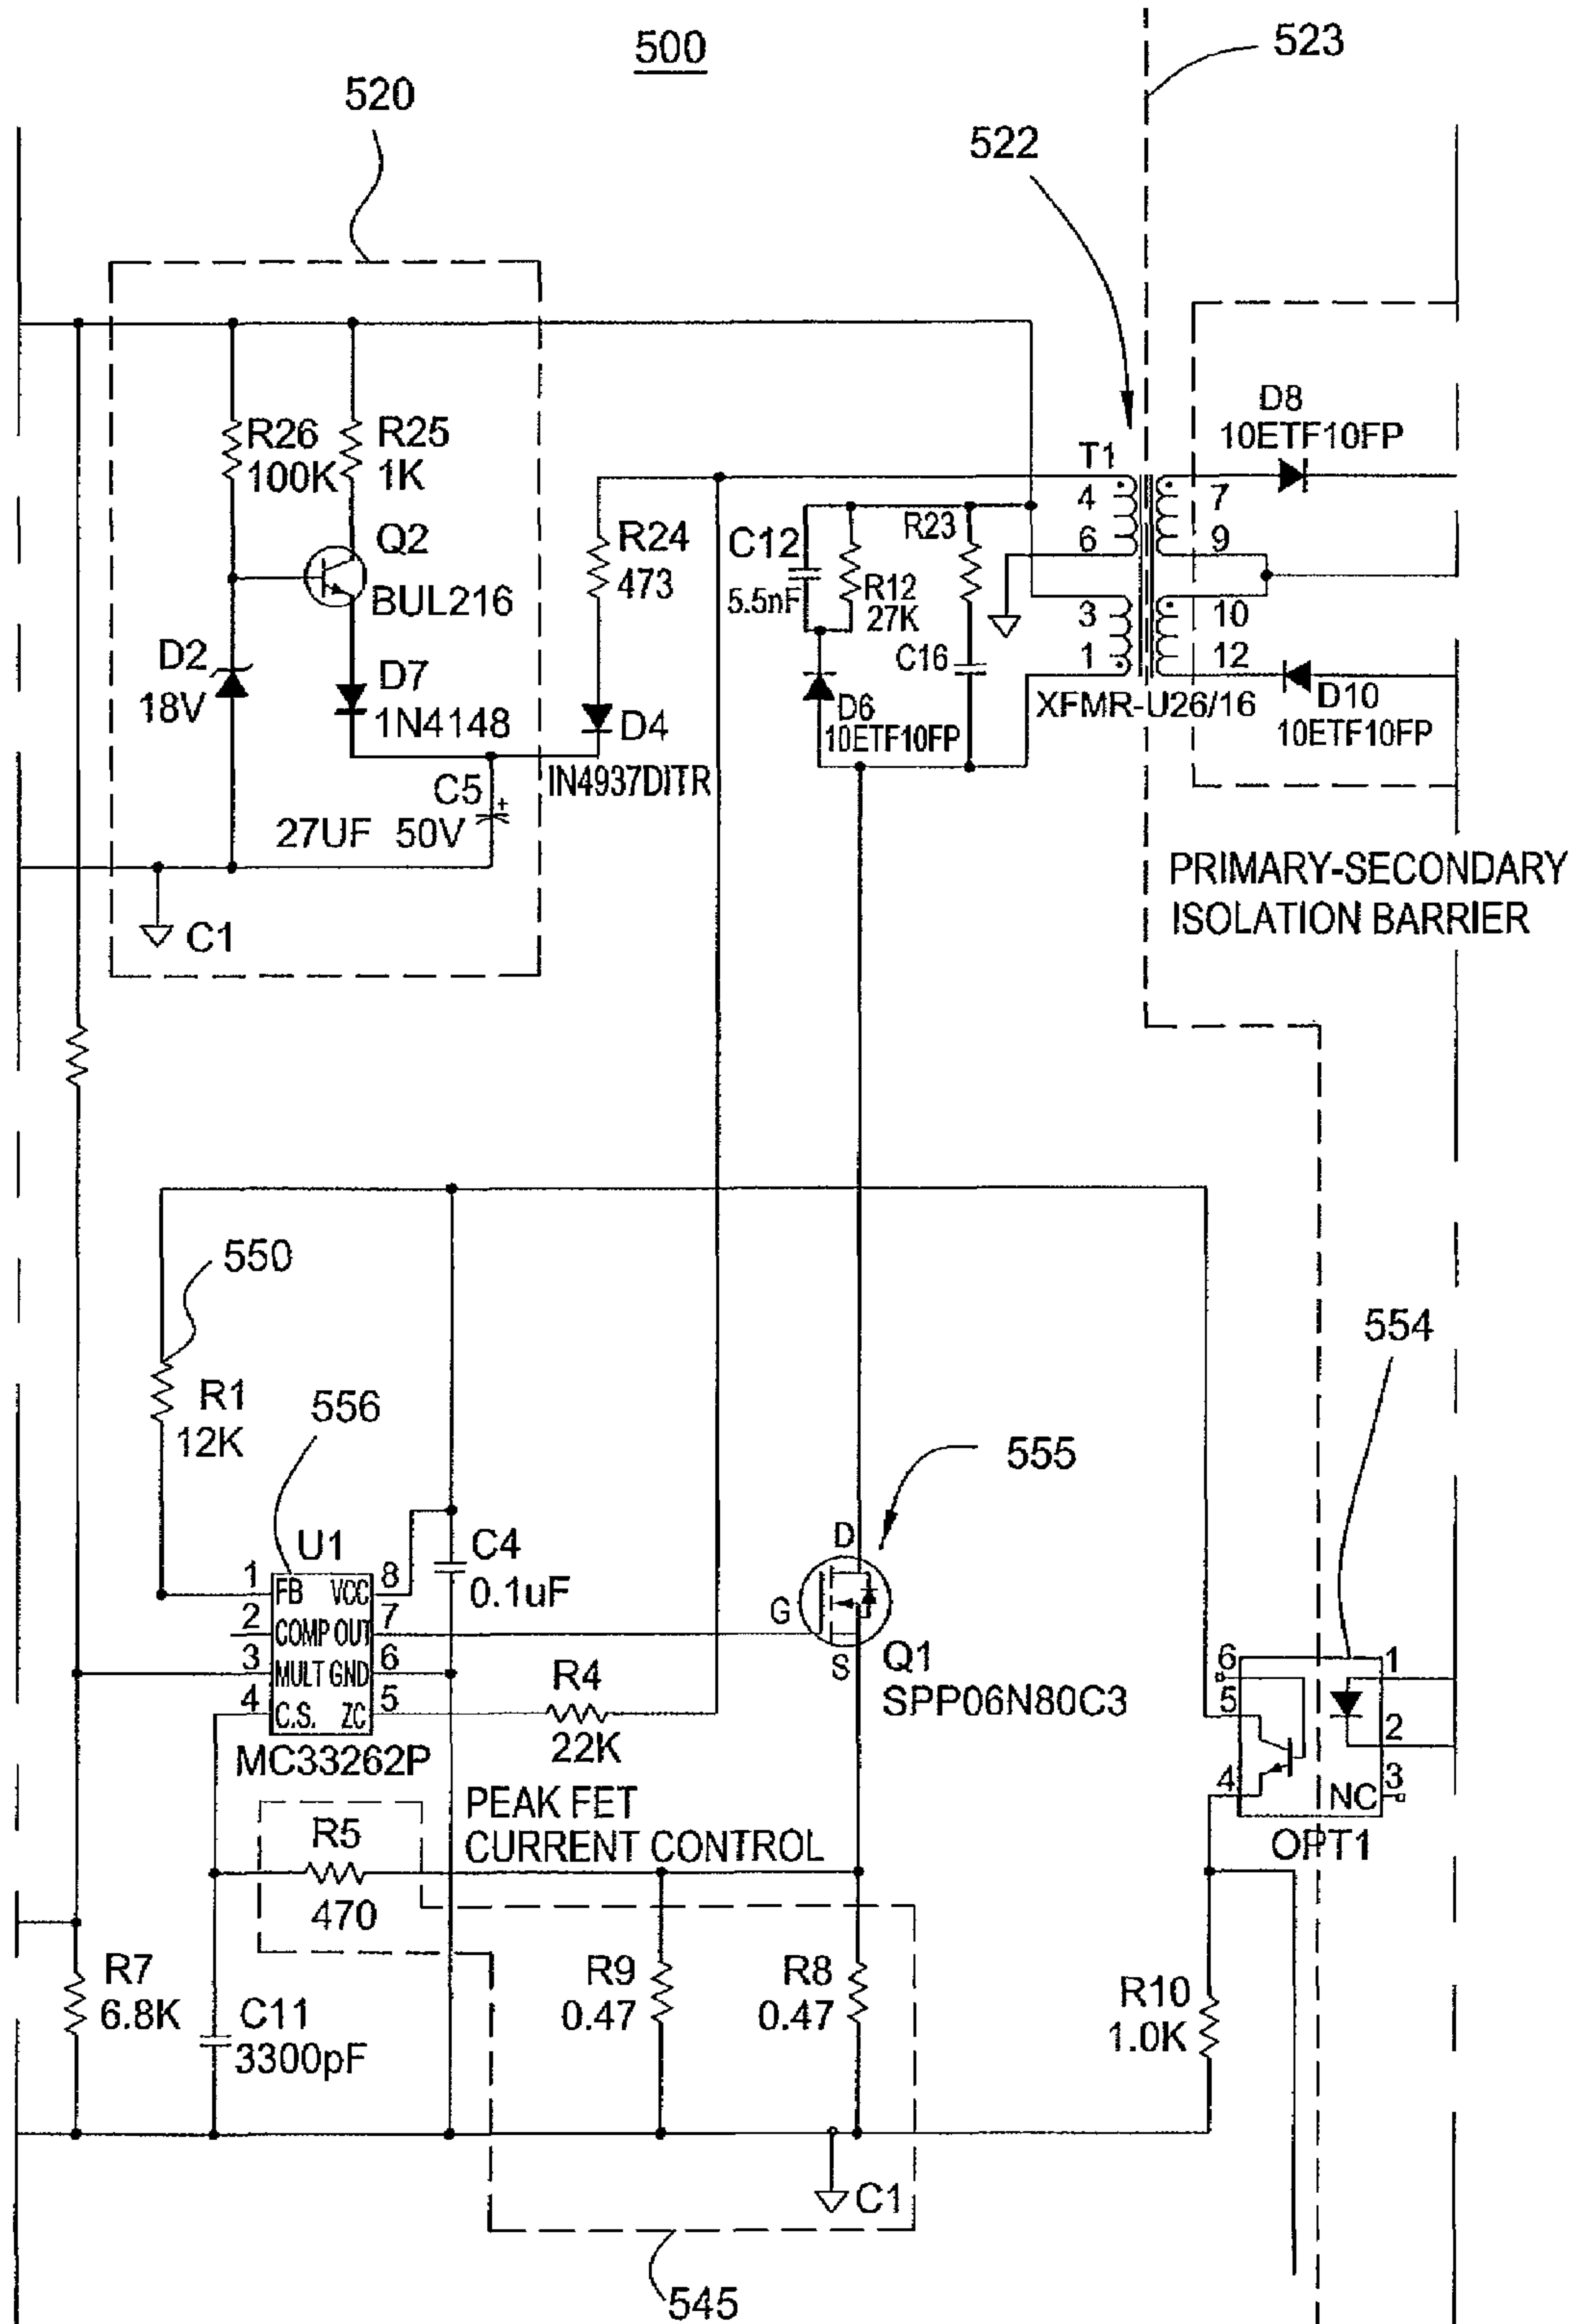 500
523
520
522
D8
10ETF10FP
R26
100K
R25
1K
T1
4
7
6
9
R23
C12
5.5nF
R12
27K
R24
473
Q2
BUL216
3
10
1
12
C16
D2
18V
D7
1N4148
D4
IN4937DITR
D6
10ETF10FP
XFMR-U26/16
D10
10ETF10FP
C5
+
27UF 50V
PRIMARY-SECONDARY
ISOLATION BARRIER
C1
550
554
R1
12K
556
555
U1
C4
0.1uF
1 FB VCC 8
2 COMP OUT 7
3 MULT GND 6
4 C.S. ZC 5
MC33262P
D
G
S
Q1
SPP06N80C3
R4
22K
6
1
5
2
4
3
NC
OPT1
PEAK FET
CURRENT CONTROL
R5
470
R7
6.8K
C11
3300pF
R9
0.47
R8
0.47
R10
1.0K
C1
545